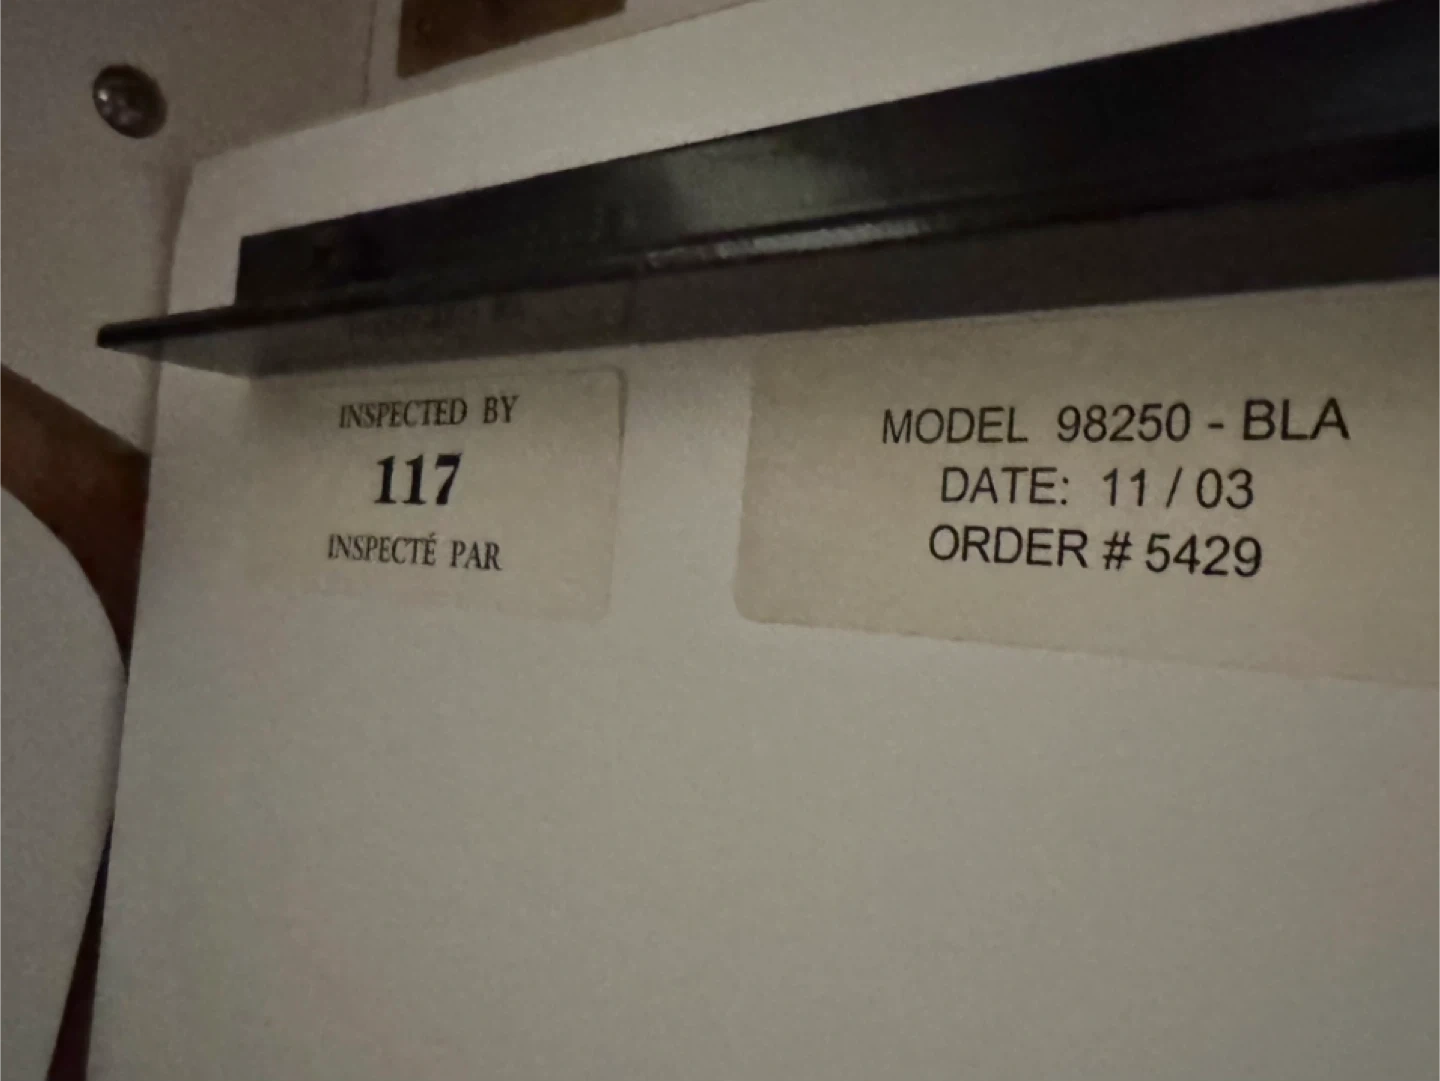 INSPECTED BY
117
INSPECTÉ PAR
MODEL 98250 - BLA
DATE: 11 / 03
ORDER # 5429